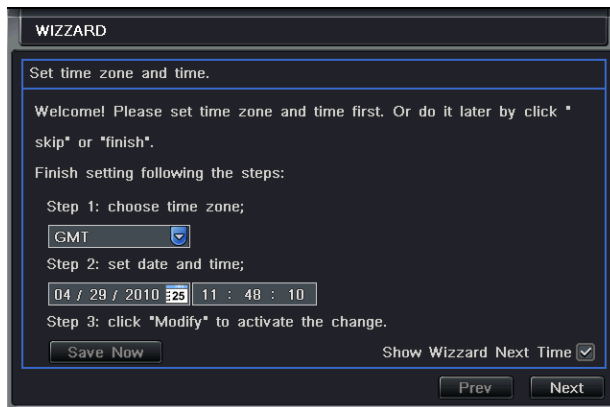 WIZZARD
Set time zone and time.
Welcome! Please set time zone and time first. Or do it later by click "
skip" or "finish".
Finish setting following the steps:
Step 1: choose time zone;
GMT
Step 2: set date and time;
04 / 29 / 2010 25 11 : 48 : 10
Step 3: click "Modify" to activate the change.
Save Now Show Wizzard Next Time
Prev Next